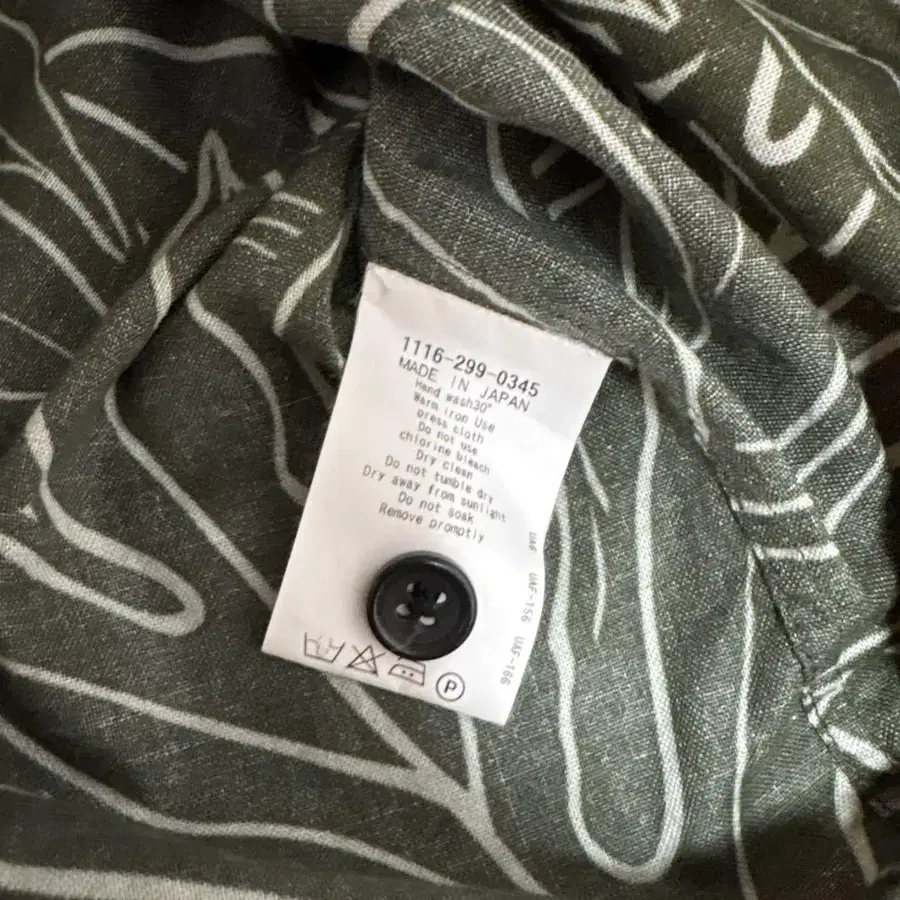 1116-299-0345
MADE IN JAPAN
Hand wash30°
Warm iron Use
press cloth
Do not use
chlorine bleach
Dry clean
Do not tumble dry
Dry away from sunlight
Do not soak
Remove promptly
UA6 UAF-156 UAF-166
P